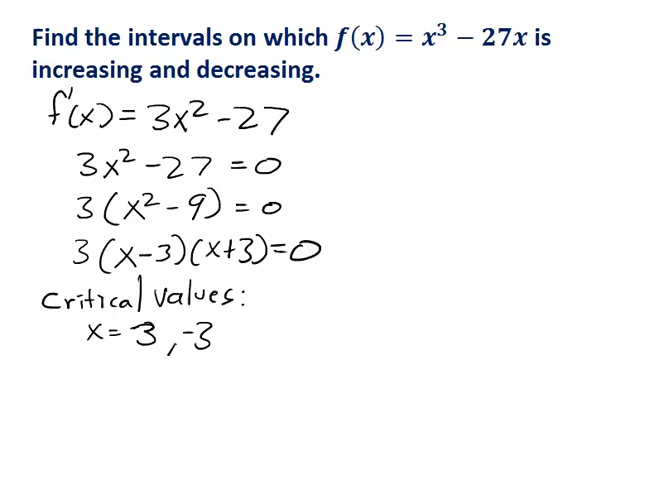 Find the intervals on which f(x) = x³ − 27x is
increasing and decreasing.
f'(x) = 3x² - 27
3x² - 27 = 0
3(x² - 9) = 0
3(x-3)(x+3)=0
Critical values:
x = 3, -3